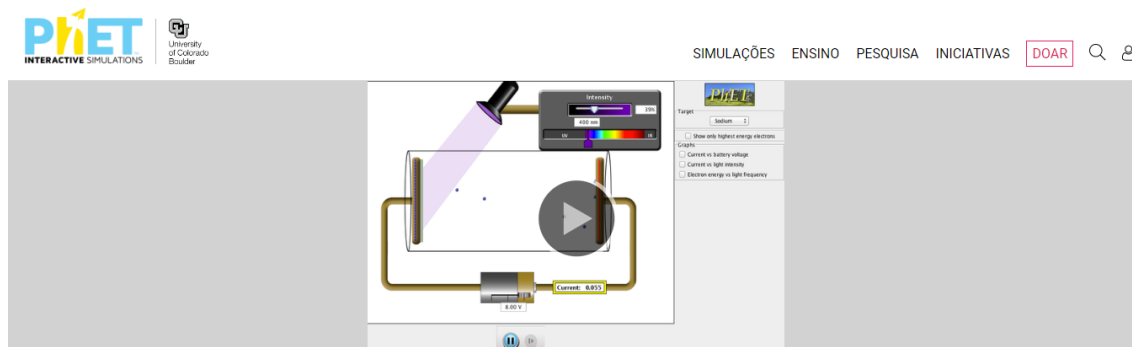 PhET
INTERACTIVE SIMULATIONS
University
of Colorado
Boulder
SIMULAÇÕES ENSINO PESQUISA INICIATIVAS DOAR
Intensity
39%
400 nm
UV IR
PhET
Target
Sodium
Show only highest energy electrons
Graphs
Current vs battery voltage
Current vs light intensity
Electron energy vs light frequency
Current: 0,055
8.00 V